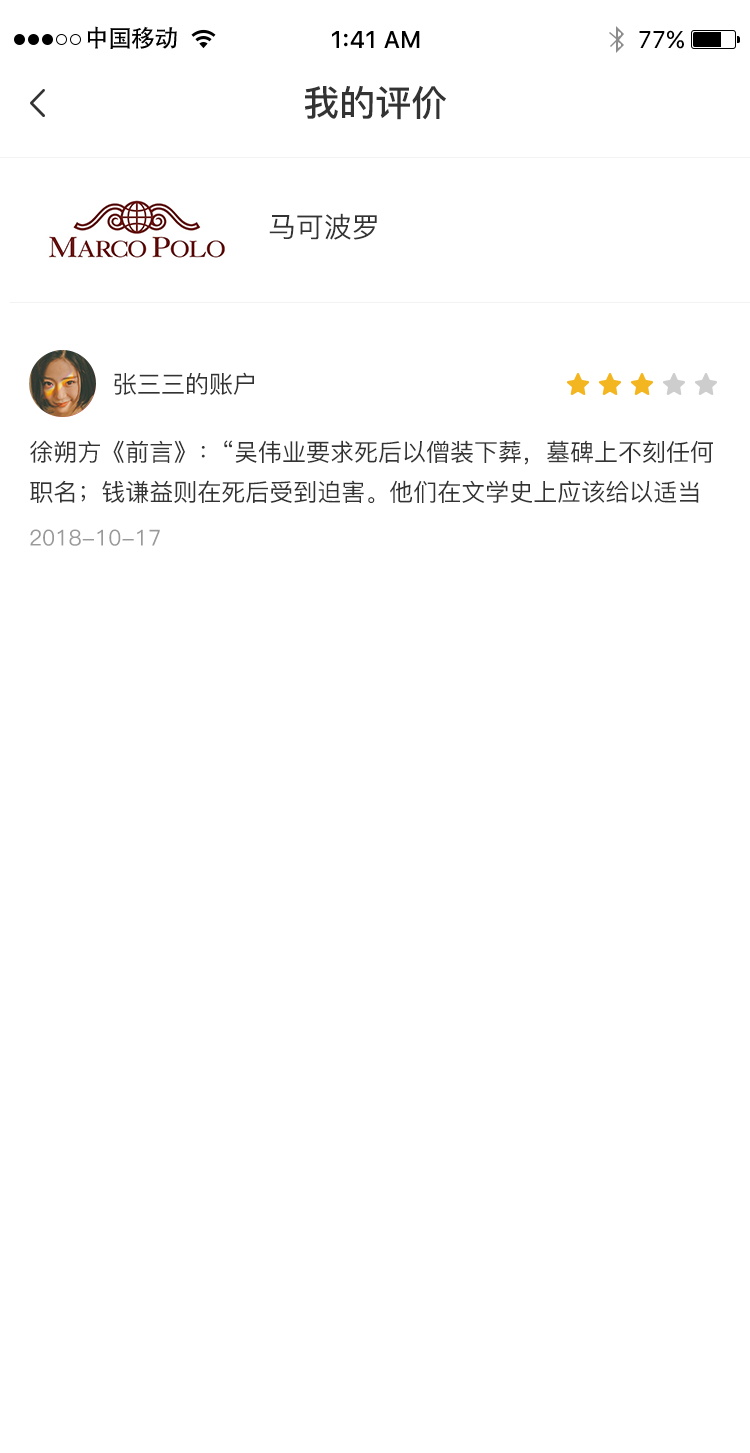 中国移动 1:41 AM 77%
我的评价
MARCO POLO
马可波罗
张三三的账户
徐朔方《前言》：“吴伟业要求死后以僧装下葬，墓碑上不刻任何
职名；钱谦益则在死后受到迫害。他们在文学史上应该给以适当
2018-10-17